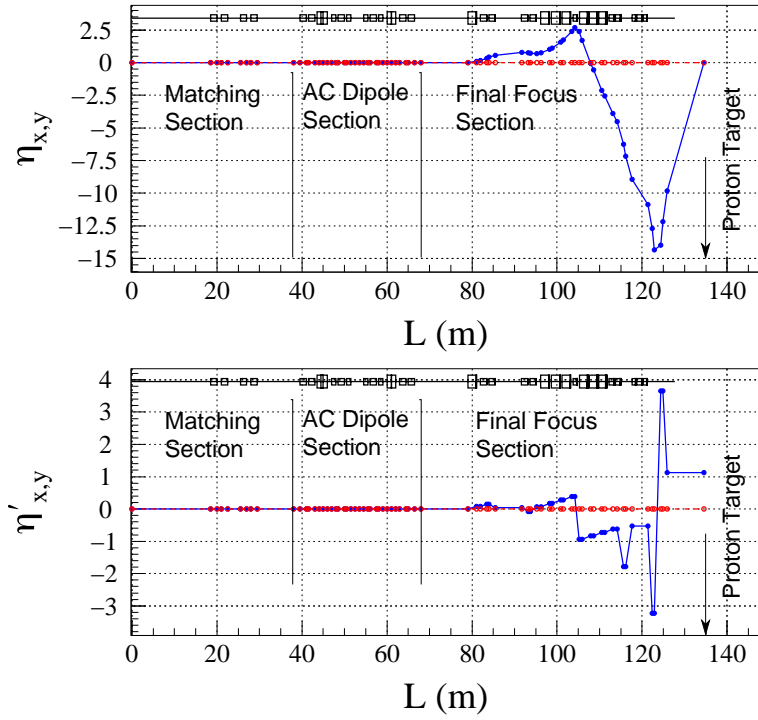 2.5
0
−2.5
−5
−7.5
−10
−12.5
−15
ηx,y
Matching
Section
AC Dipole
Section
Final Focus
Section
Proton Target
0 20 40 60 80 100 120 140
L (m)
4
3
2
1
0
−1
−2
−3
η′x,y
Matching
Section
AC Dipole
Section
Final Focus
Section
Proton Target
0 20 40 60 80 100 120 140
L (m)